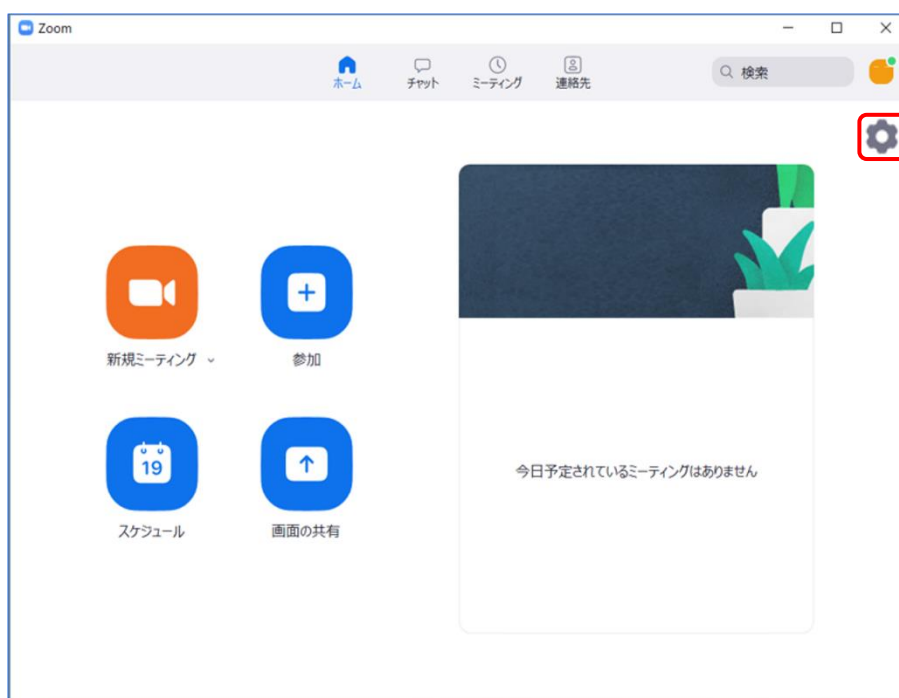 Zoom
ホーム
チャット
ミーティング
連絡先
検索
新規ミーティング
参加
19
スケジュール
画面の共有
今日予定されているミーティングはありません